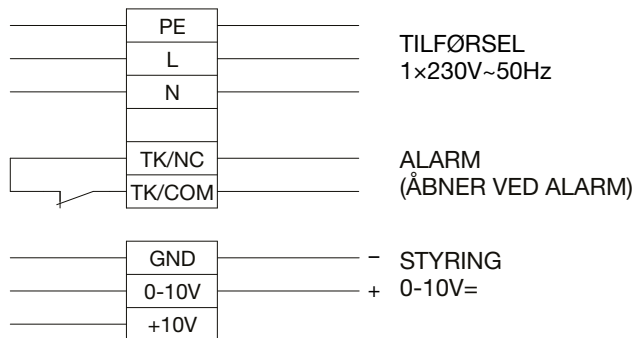 PE
L
N
TILFØRSEL
1×230V~50Hz
TK/NC
TK/COM
ALARM
(ÅBNER VED ALARM)
GND
0-10V
+10V
–
+
STYRING
0-10V=